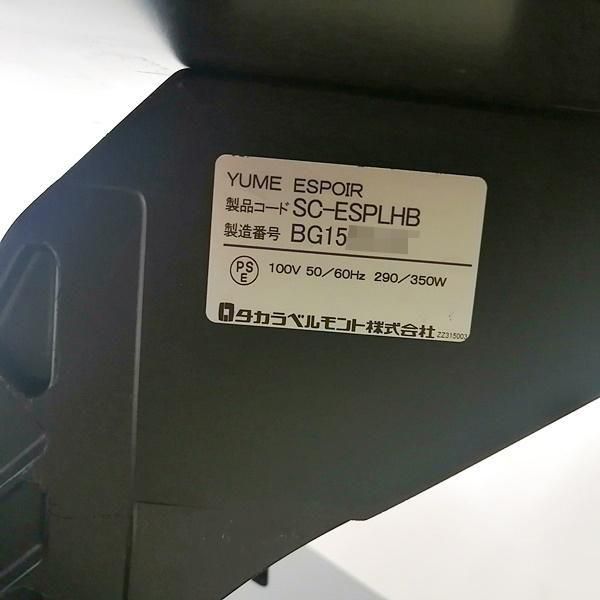 YUME ESPOIR
製品コード SC-ESPLHB
製造番号 BG15
PS E 100V 50/60Hz 290/350W
タカラベルモント株式会社 ZZ315003